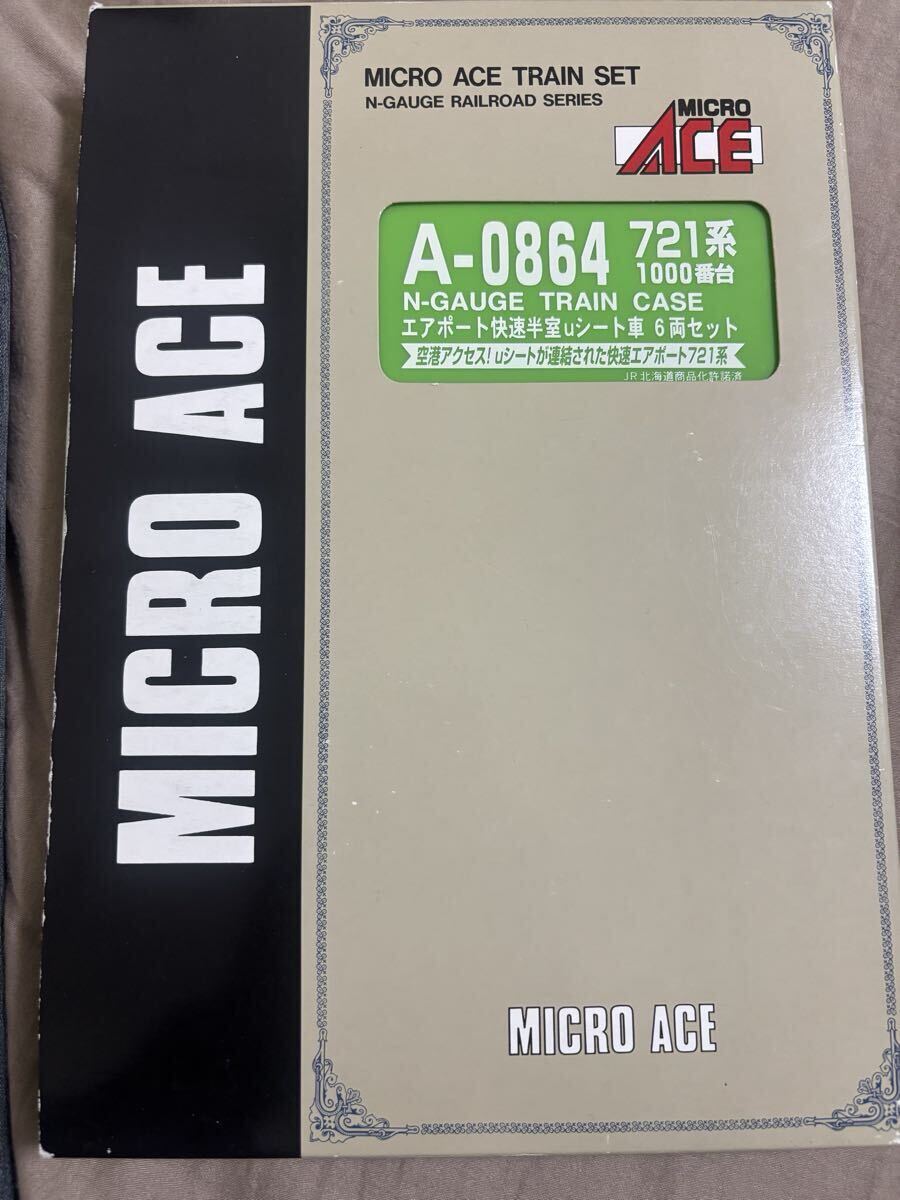 MICRO ACE
MICRO ACE TRAIN SET
N-GAUGE RAILROAD SERIES
MICRO
ACE
A-0864 721系
1000番台
N-GAUGE TRAIN CASE
エアポート快速半室uシート車 6両セット
空港アクセス!uシートが連結された快速エアポート721系
JR北海道商品化許諾済
MICRO ACE